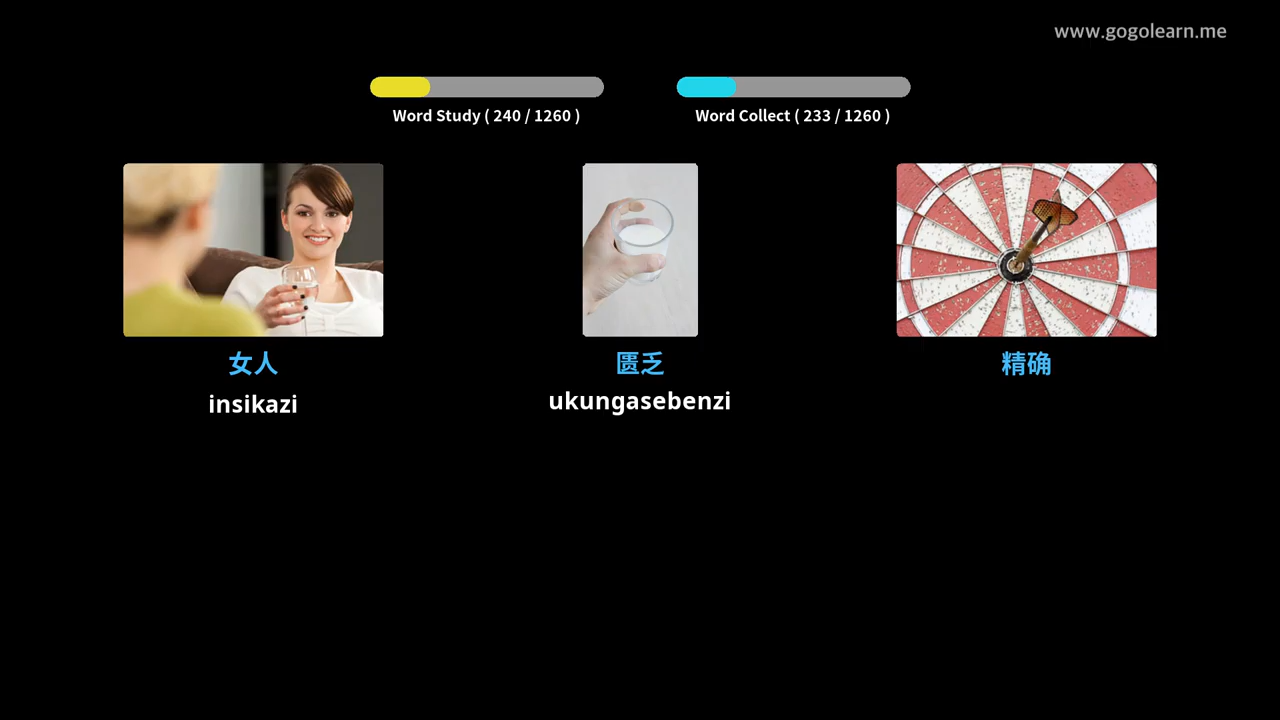 www.gogolearn.me
Word Study ( 240 / 1260 )
Word Collect ( 233 / 1260 )
女人
匮乏
精确
insikazi
ukungasebenzi